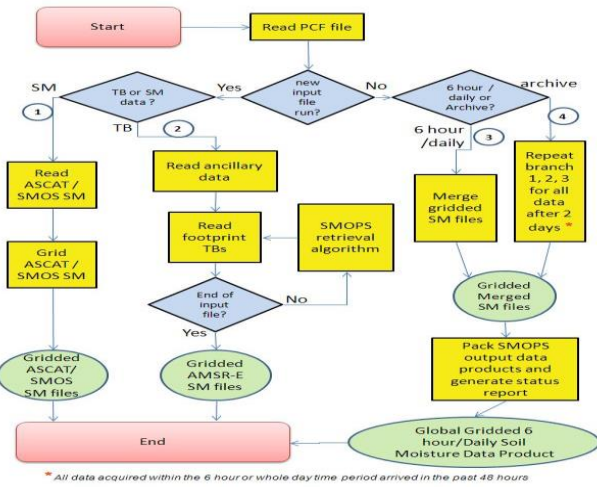 Start
Read PCF file
new
input file
run?
Yes
No
TB or SM
data ?
SM
1
TB
2
6 hour /
daily or
Archive?
archive
4
6 hour
/daily
3
Read
ASCAT /
SMOS SM
Grid
ASCAT /
SMOS SM
Gridded
ASCAT/
SMOS
SM files
Read ancillary
data
Read
footprint
TBs
SMOPS
retrieval
algorithm
End of
input
file?
No
Yes
Gridded
AMSR-E
SM files
Merge
gridded
SM files
Repeat
branch
1, 2, 3
for all
data
after 2
days *
Gridded
Merged
SM files
Pack SMOPS
output data
products and
generate status
report
Global Gridded 6
hour/Daily Soil
Moisture Data Product
End
* All data acquired within the 6 hour or whole day time period arrived in the past 48 hours